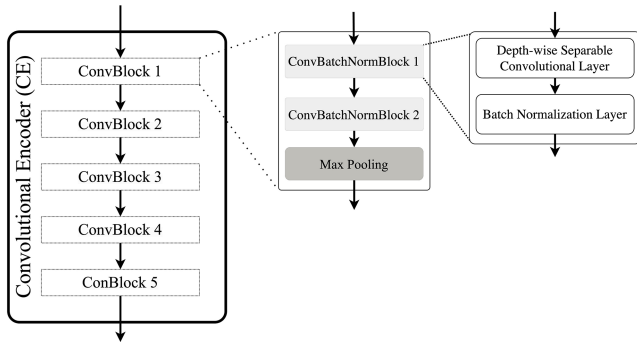 Convolutional Encoder (CE)
ConvBlock 1
ConvBlock 2
ConvBlock 3
ConvBlock 4
ConBlock 5
ConvBatchNormBlock 1
ConvBatchNormBlock 2
Max Pooling
Depth-wise Separable
Convolutional Layer
Batch Normalization Layer